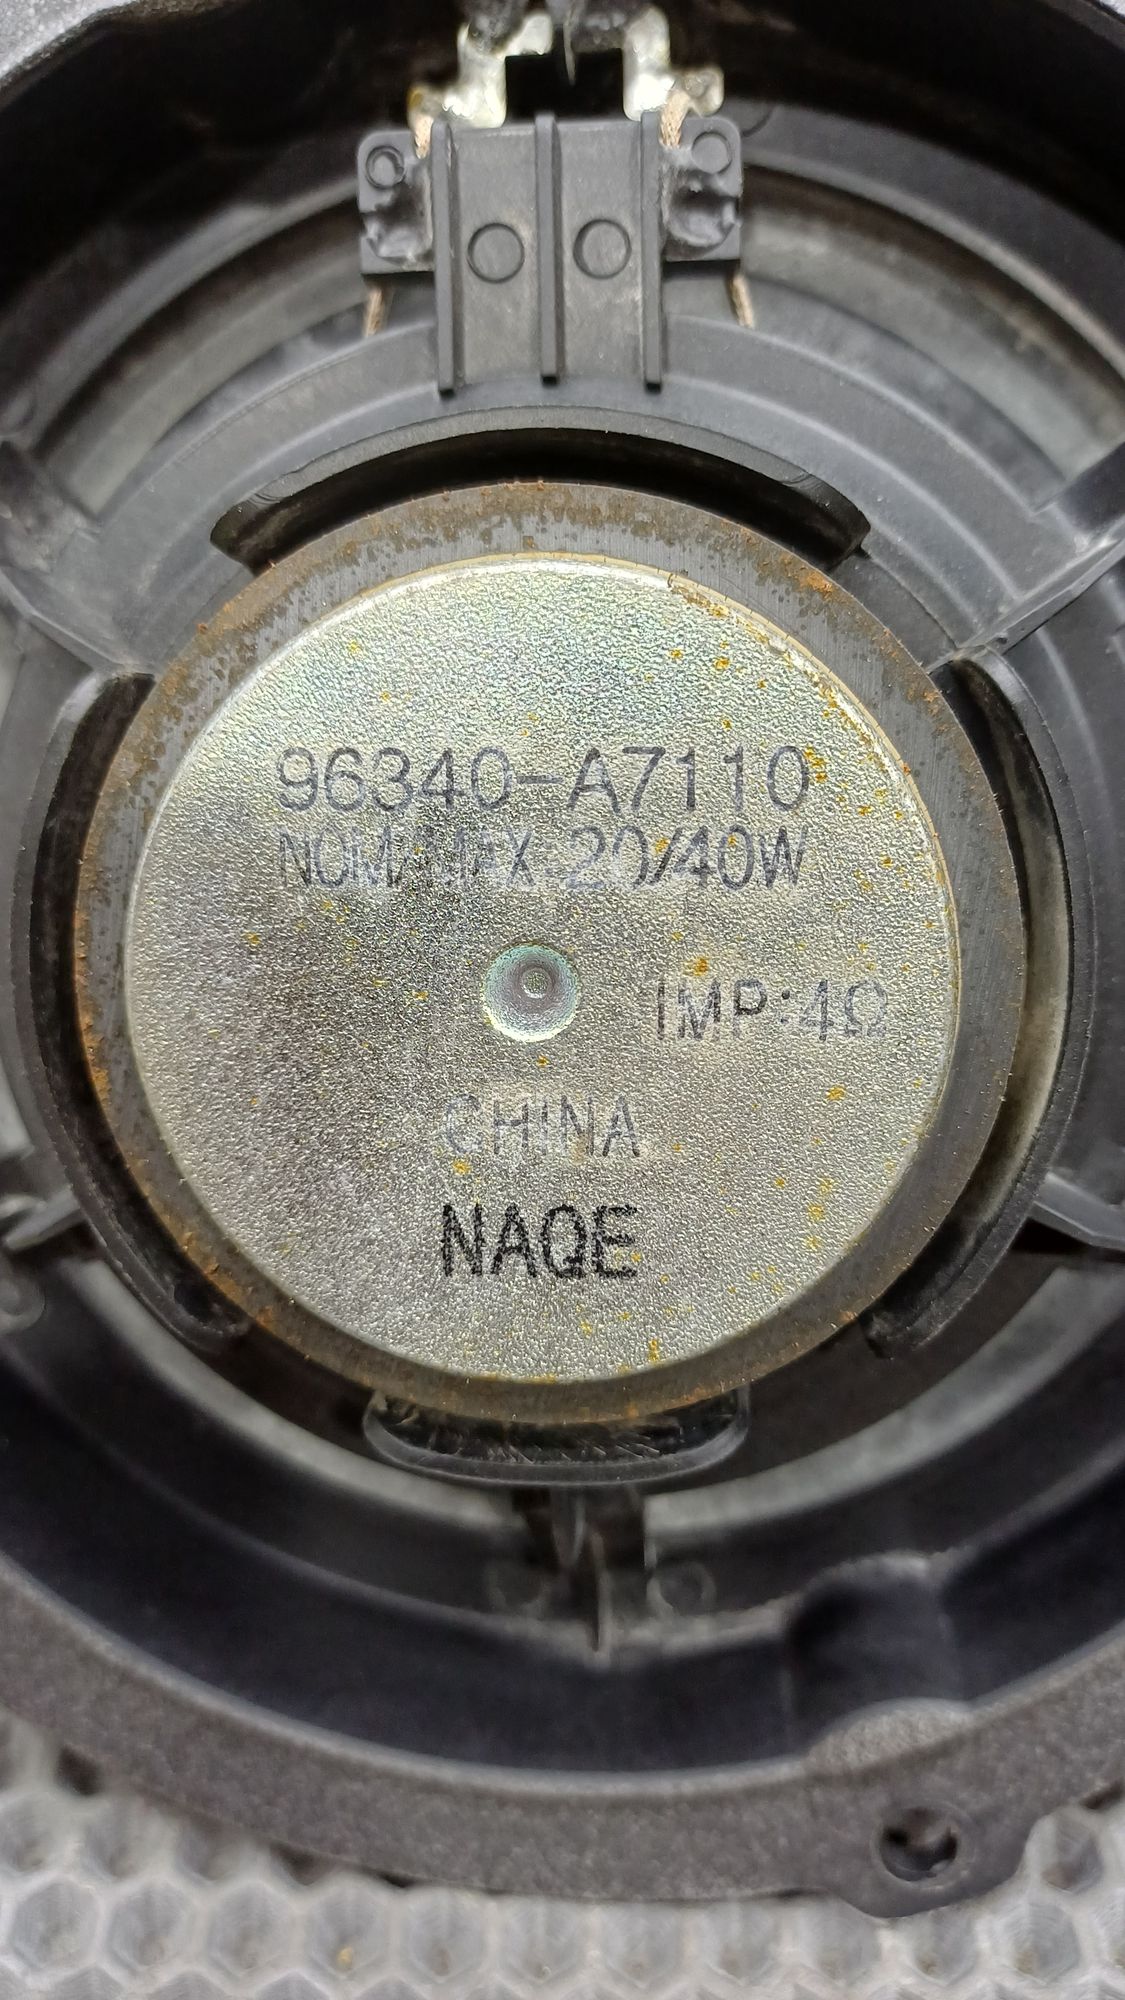 96340-A7110
NOM/MAX:20/40W
IMP:4Ω
CHINA
NAQE